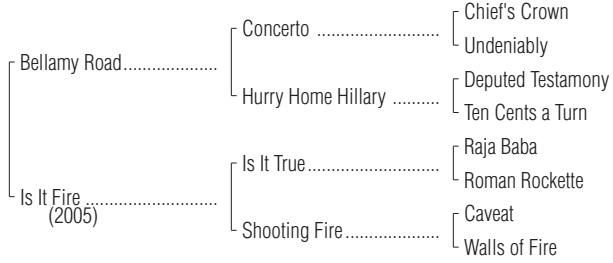 Chief's Crown
Concerto ........................
Undeniably
Bellamy Road....................
Deputed Testamony
Hurry Home Hillary ..........
Ten Cents a Turn
Raja Baba
Is It True..........................
Roman Rockette
Is It Fire ............................
(2005)
Caveat
Shooting Fire....................
Walls of Fire